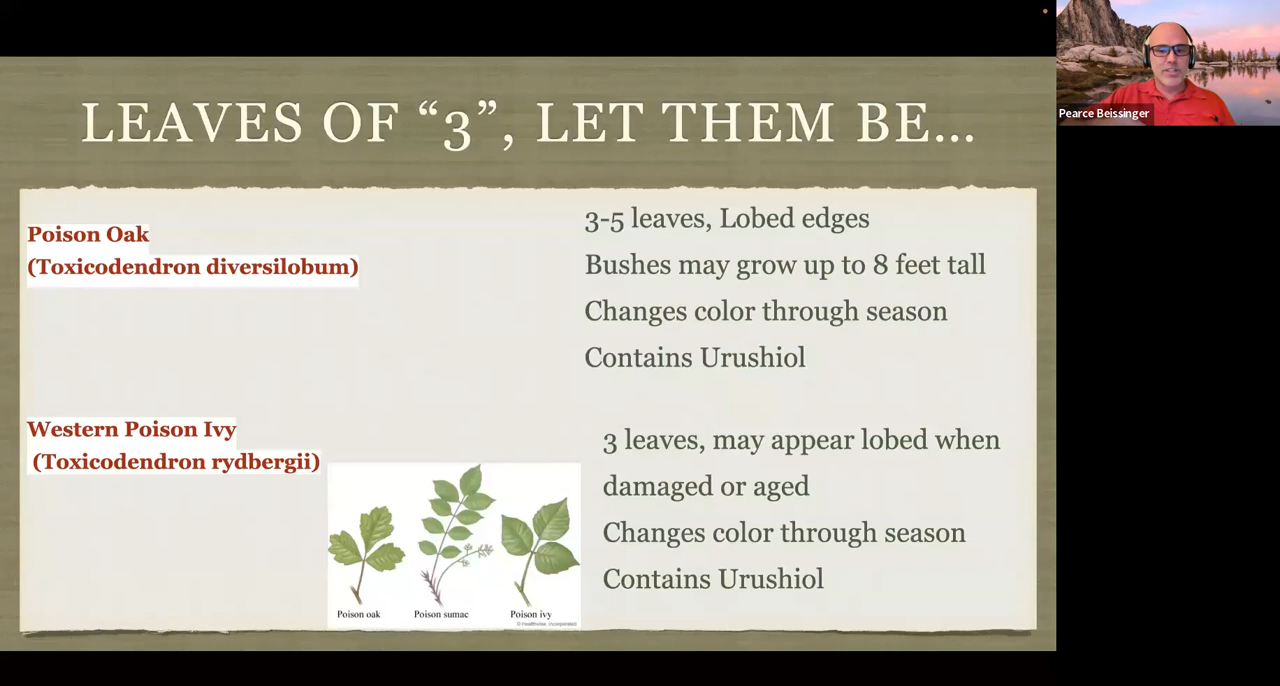 LEAVES OF “3”, LET THEM BE...
Pearce Beissinger
Poison Oak
(Toxicodendron diversilobum)
3-5 leaves, Lobed edges
Bushes may grow up to 8 feet tall
Changes color through season
Contains Urushiol
Western Poison Ivy
(Toxicodendron rydbergii)
3 leaves, may appear lobed when
damaged or aged
Changes color through season
Contains Urushiol
Poison oak
Poison sumac
Poison ivy
© Healthwise, Incorporated